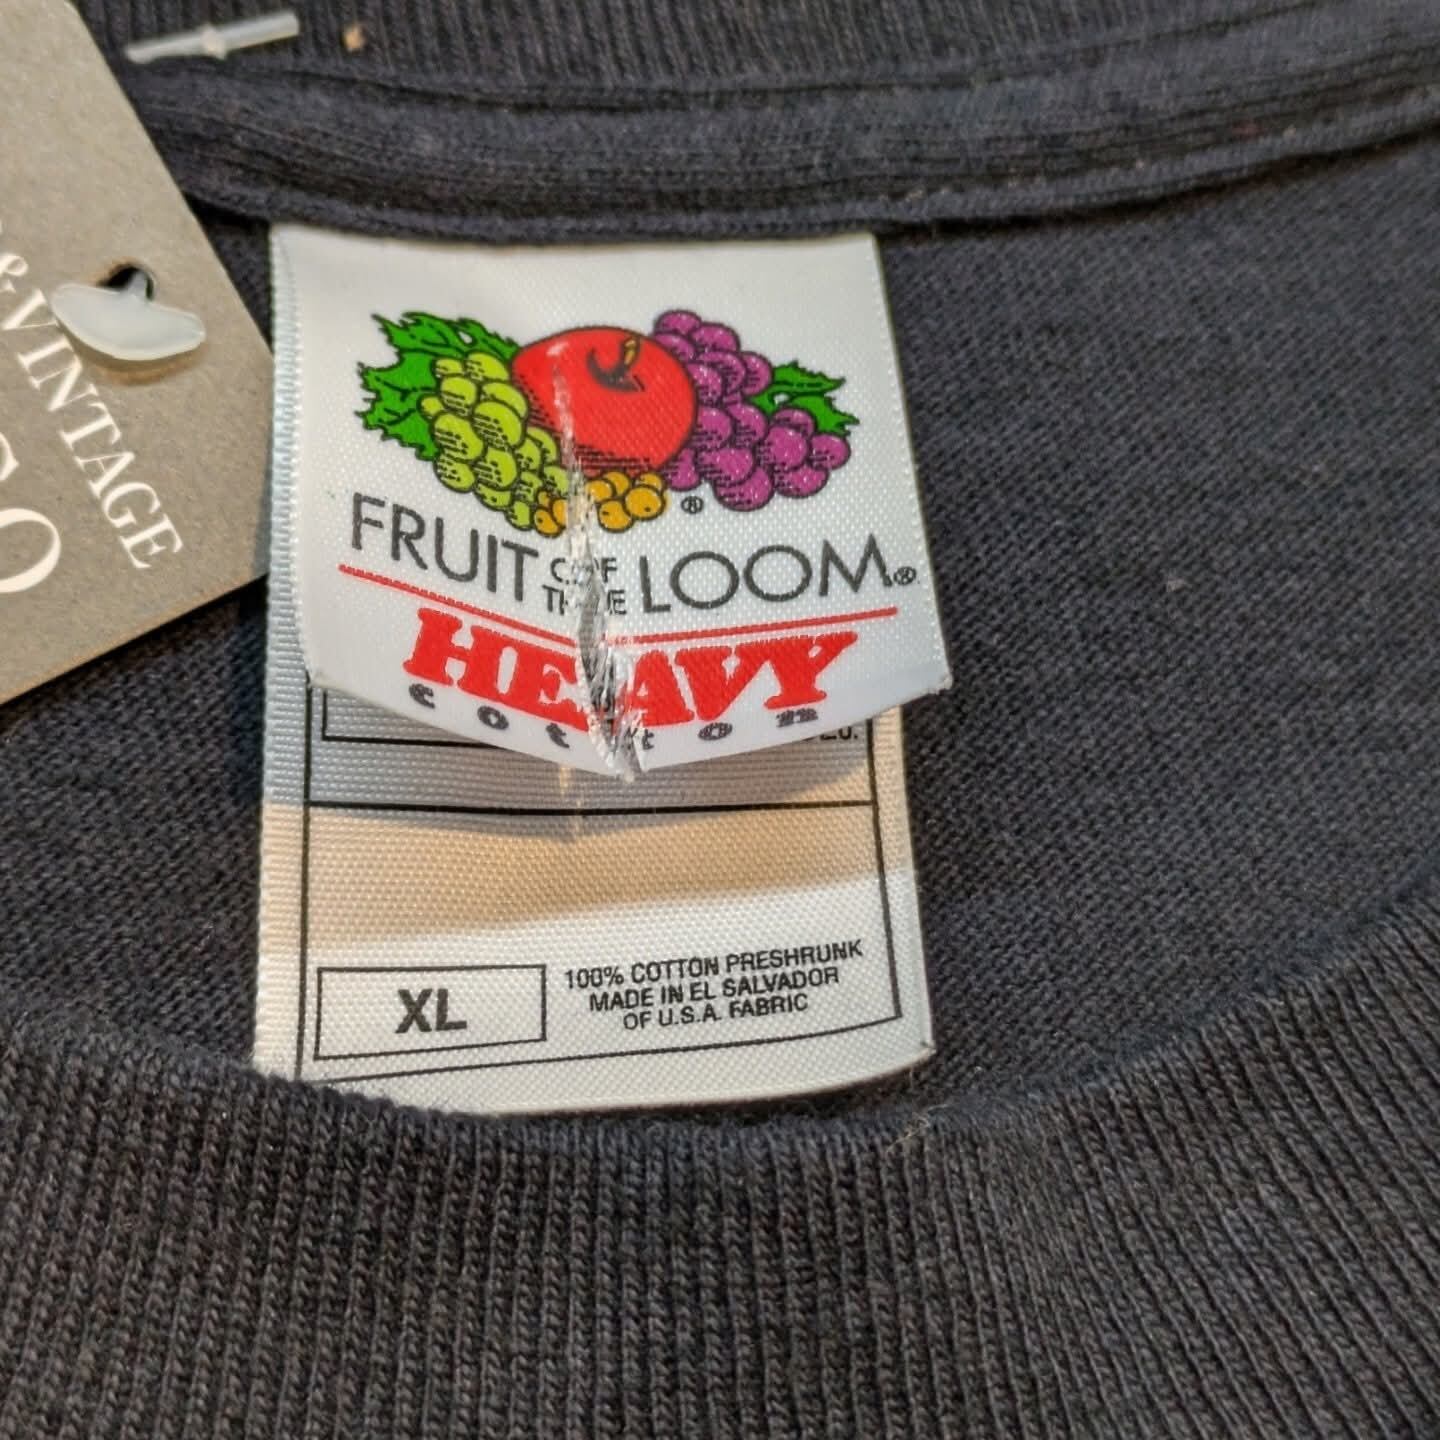 & VINTAGE
®
FRUIT OF THE LOOM®
HEAVY
cotton
XL
100% COTTON PRESHRUNK
MADE IN EL SALVADOR
OF U.S.A. FABRIC